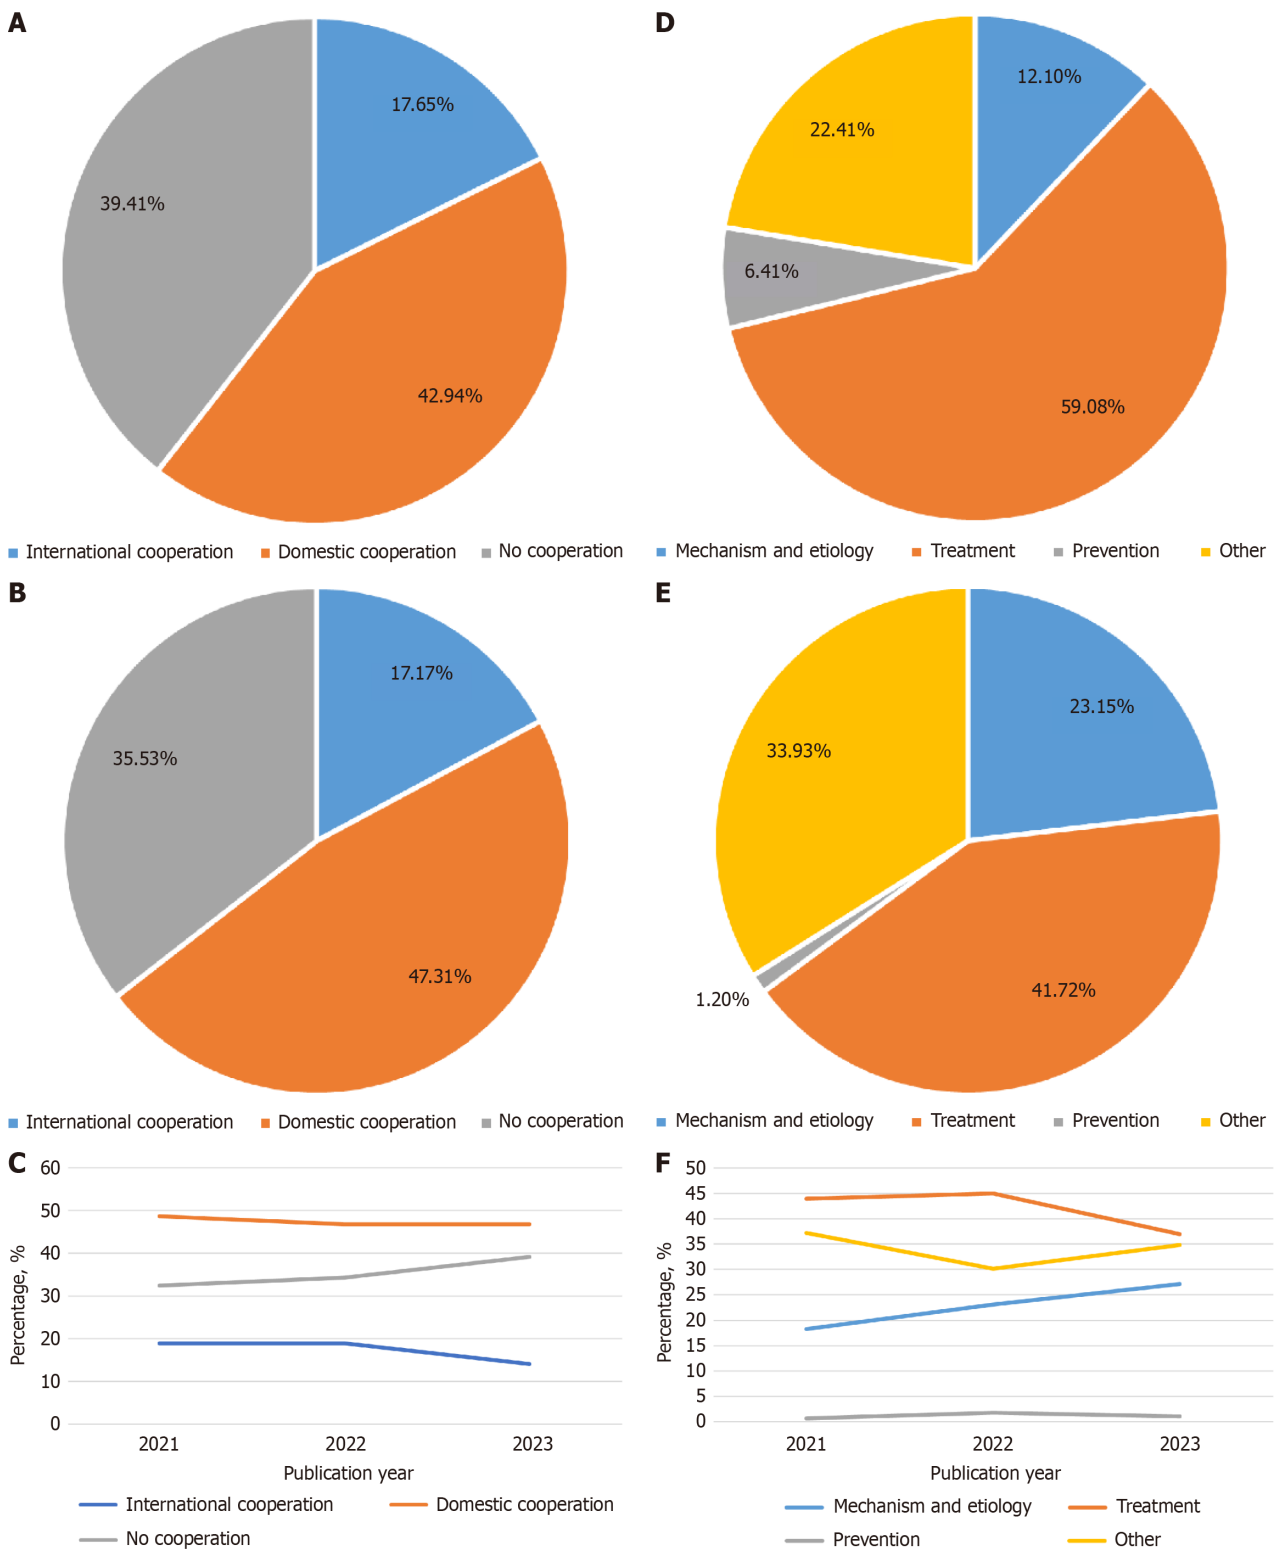 A
17.65%
39.41%
42.94%
International cooperation Domestic cooperation No cooperation
D
12.10%
22.41%
6.41%
59.08%
Mechanism and etiology Treatment Prevention Other
B
17.17%
35.53%
47.31%
International cooperation Domestic cooperation No cooperation
E
23.15%
33.93%
1.20%
41.72%
Mechanism and etiology Treatment Prevention Other
C
Percentage, %
60
50
40
30
20
10
0
2021 2022 2023
Publication year
International cooperation Domestic cooperation
No cooperation
F
Percentage, %
50
45
40
35
30
25
20
15
10
5
0
2021 2022 2023
Publication year
Mechanism and etiology Treatment
Prevention Other